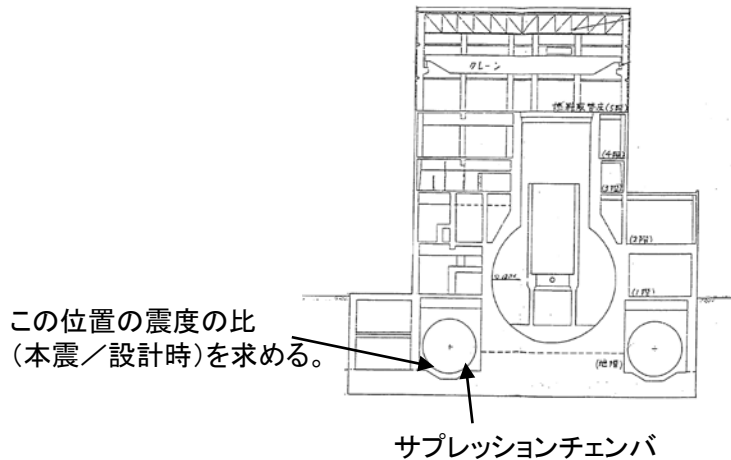 クレーン
燃料取替床(5階)
(4階)
(3階)
(2階)
(1階)
この位置の震度の比
(本震/設計時)を求める。
(地階)
サプレッションチェンバ